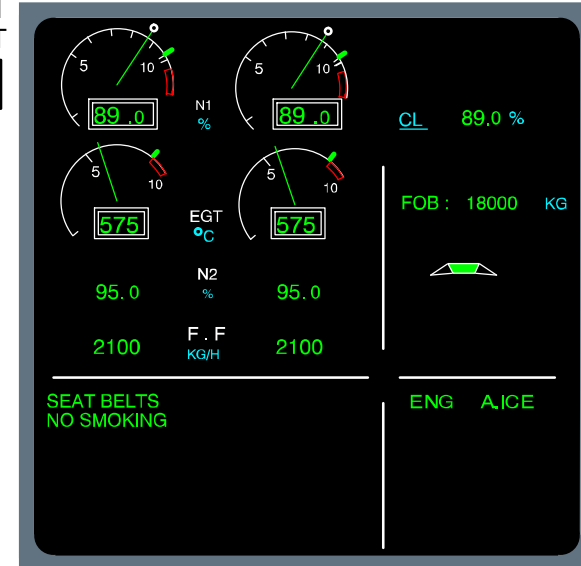 5 10 5 10
89 .0 N1 89 .0
%
CL 89.0 %
5 10 5 10
575 EGT 575
°C
FOB : 18000 KG
N2
95.0 % 95.0
F . F
2100 KG/H 2100
SEAT BELTS
NO SMOKING
ENG A.ICE